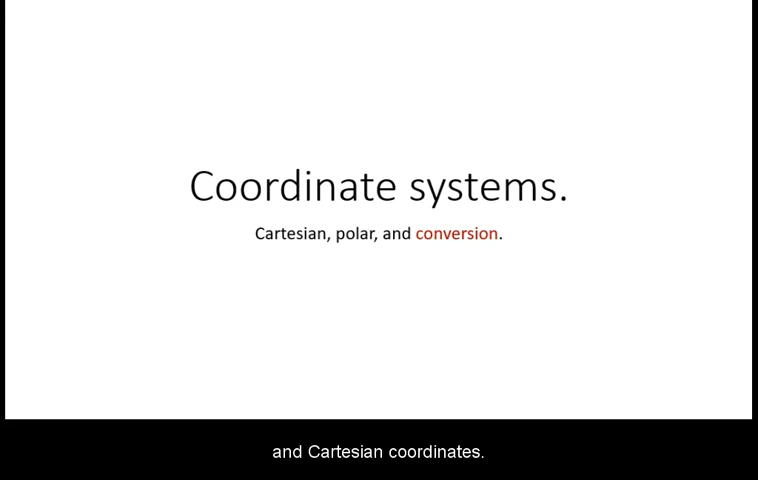 Coordinate systems.
Cartesian, polar, and conversion.
and Cartesian coordinates.